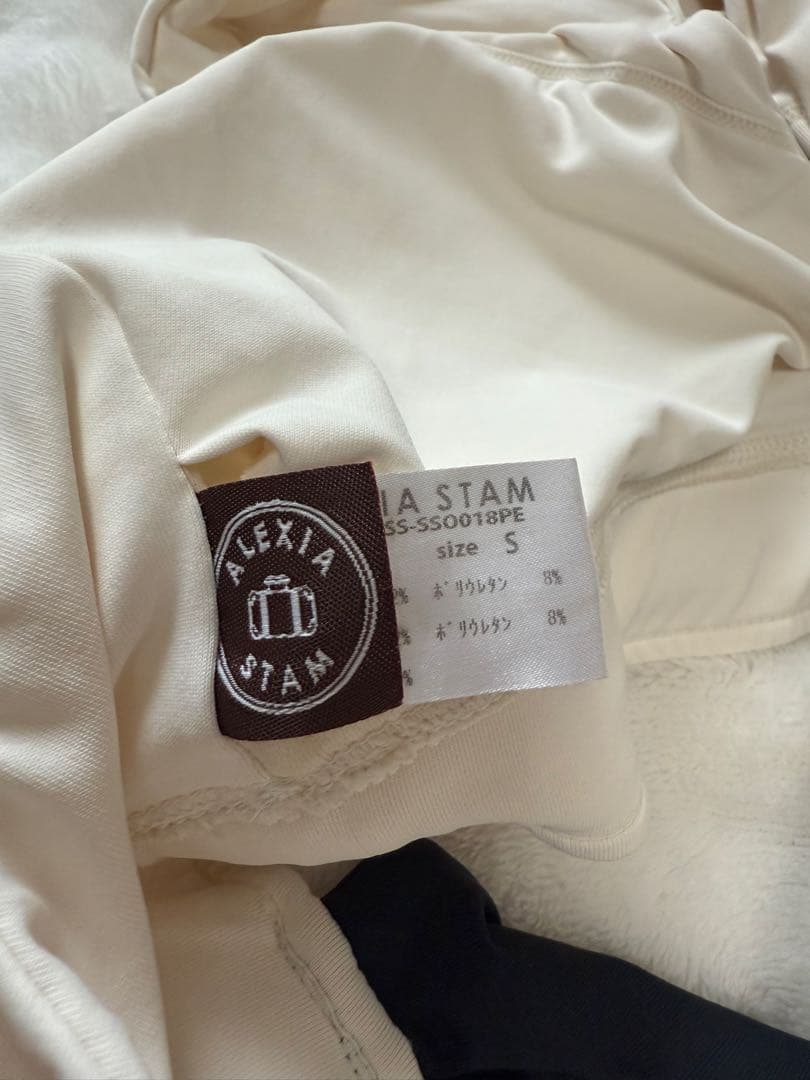 ALEXIA
STAM
IA STAM
SS-SSO018PE
size S
2% ポリウレタン 8%
% ポリウレタン 8%
%